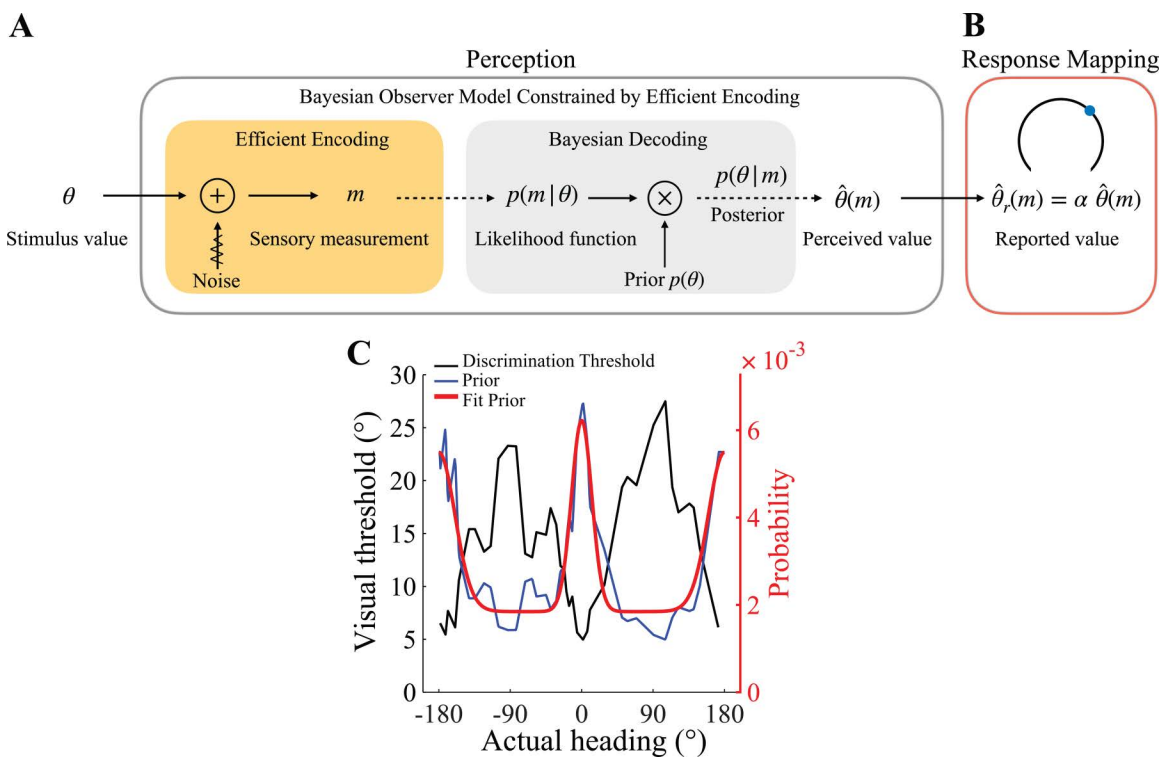 A
B
Perception
Response Mapping
Bayesian Observer Model Constrained by Efficient Encoding
Efficient Encoding
Bayesian Decoding
θ
+
m
p(m|θ)
×
p(θ|m)
Posterior
θ̂(m)
θ̂r(m) = α θ̂(m)
Stimulus value
Sensory measurement
Likelihood function
Perceived value
Reported value
Noise
Prior p(θ)
C
Discrimination Threshold
Prior
Fit Prior
× 10-3
Visual threshold (°)
30
25
20
15
10
5
0
Probability
6
4
2
0
-180 -90 0 90 180
Actual heading (°)